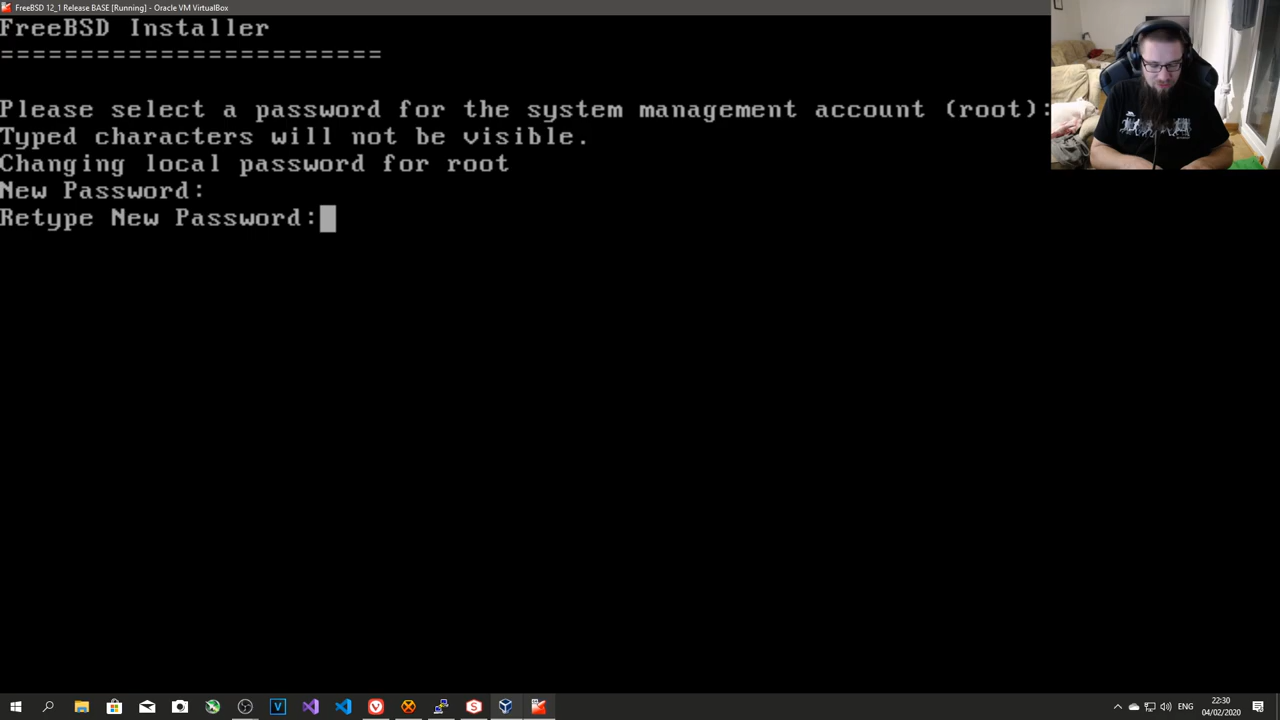 FreeBSD 12_1 Release BASE [Running] - Oracle VM VirtualBox
FreeBSD Installer
========================
Please select a password for the system management account (root):
Typed characters will not be visible.
Changing local password for root
New Password:
Retype New Password:
ENG
22:30
04/02/2020